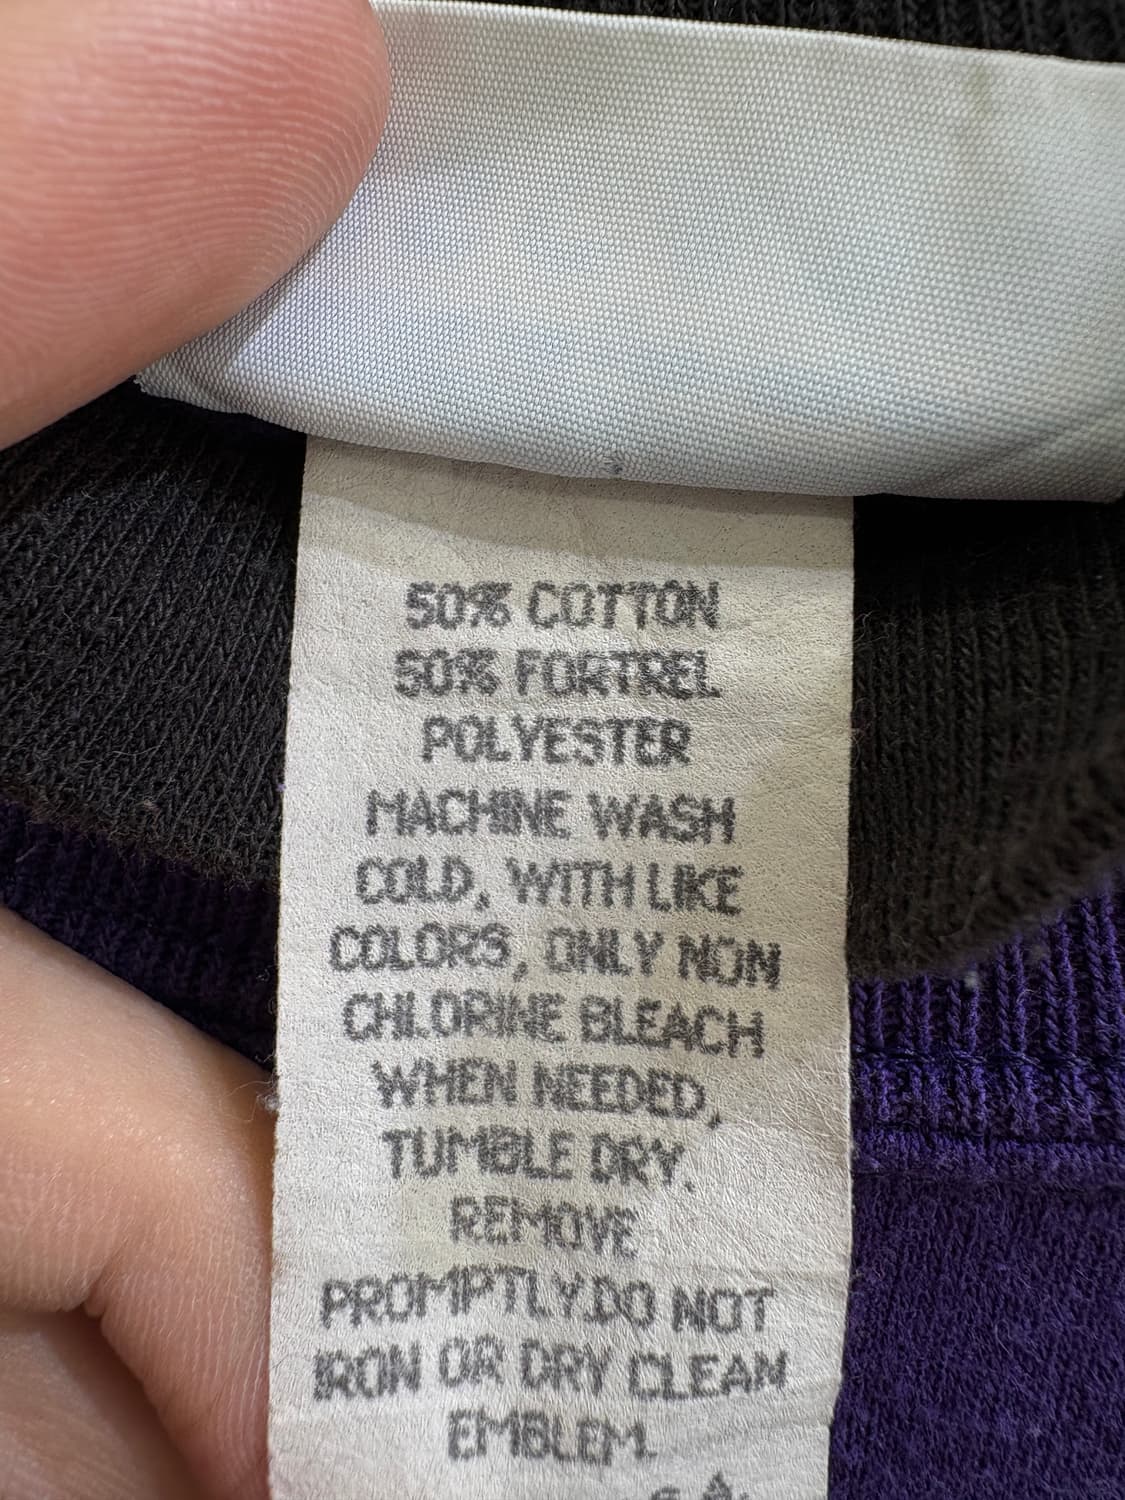 50% COTTON
50% FORTREL
POLYESTER
MACHINE WASH
COLD, WITH LIKE
COLORS, ONLY NON
CHLORINE BLEACH
WHEN NEEDED,
TUMBLE DRY.
REMOVE
PROMPTLY.DO NOT
IRON OR DRY CLEAN
EMBLEM.